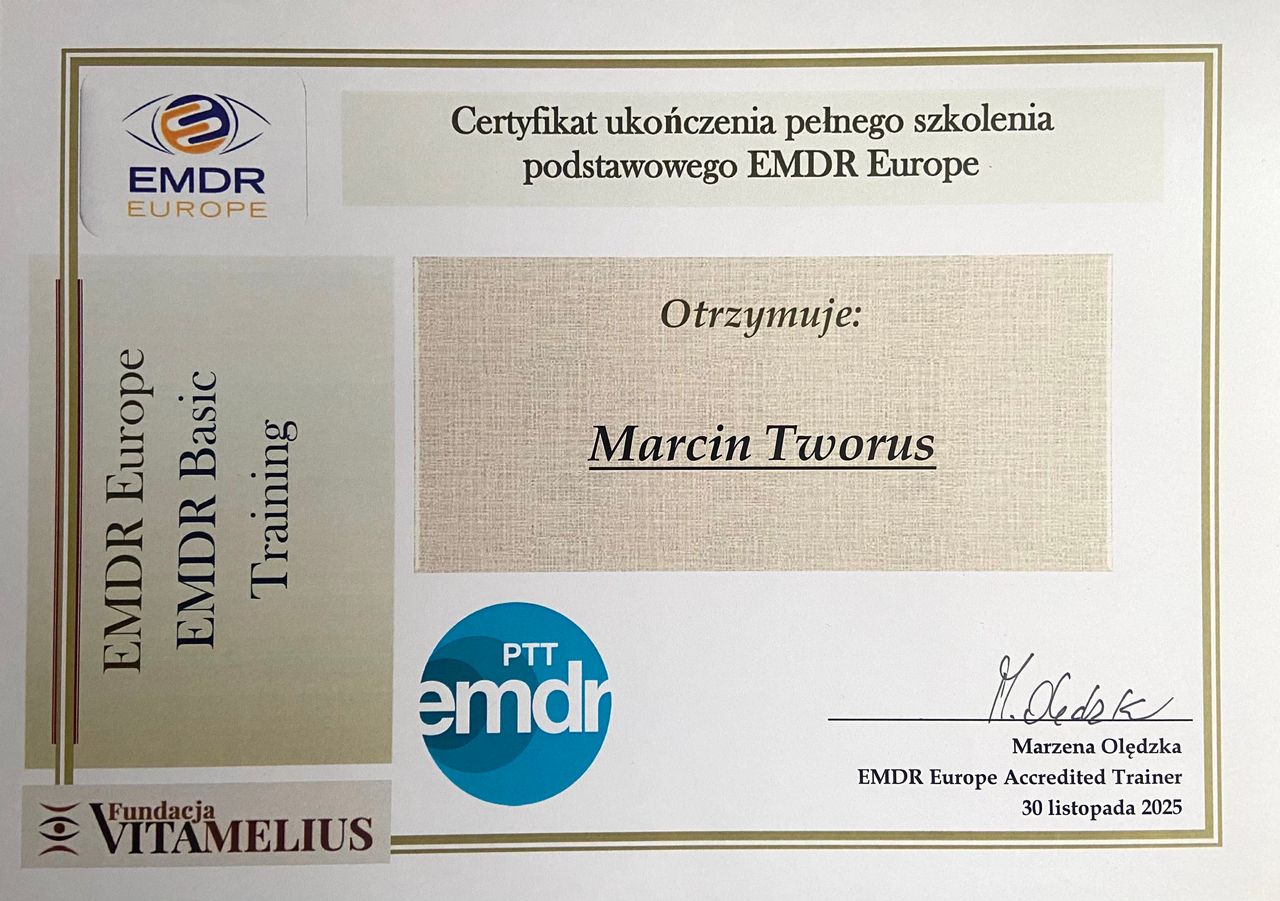 EMDR
EUROPE
Certyfikat ukończenia pełnego szkolenia
podstawowego EMDR Europe
EMDR Europe
EMDR Basic
Training
Otrzymuje:
Marcin Tworus
PTT
emdr
M. Olędzk
Marzena Olędzka
EMDR Europe Accredited Trainer
30 listopada 2025
Fundacja
VITAMELIUS